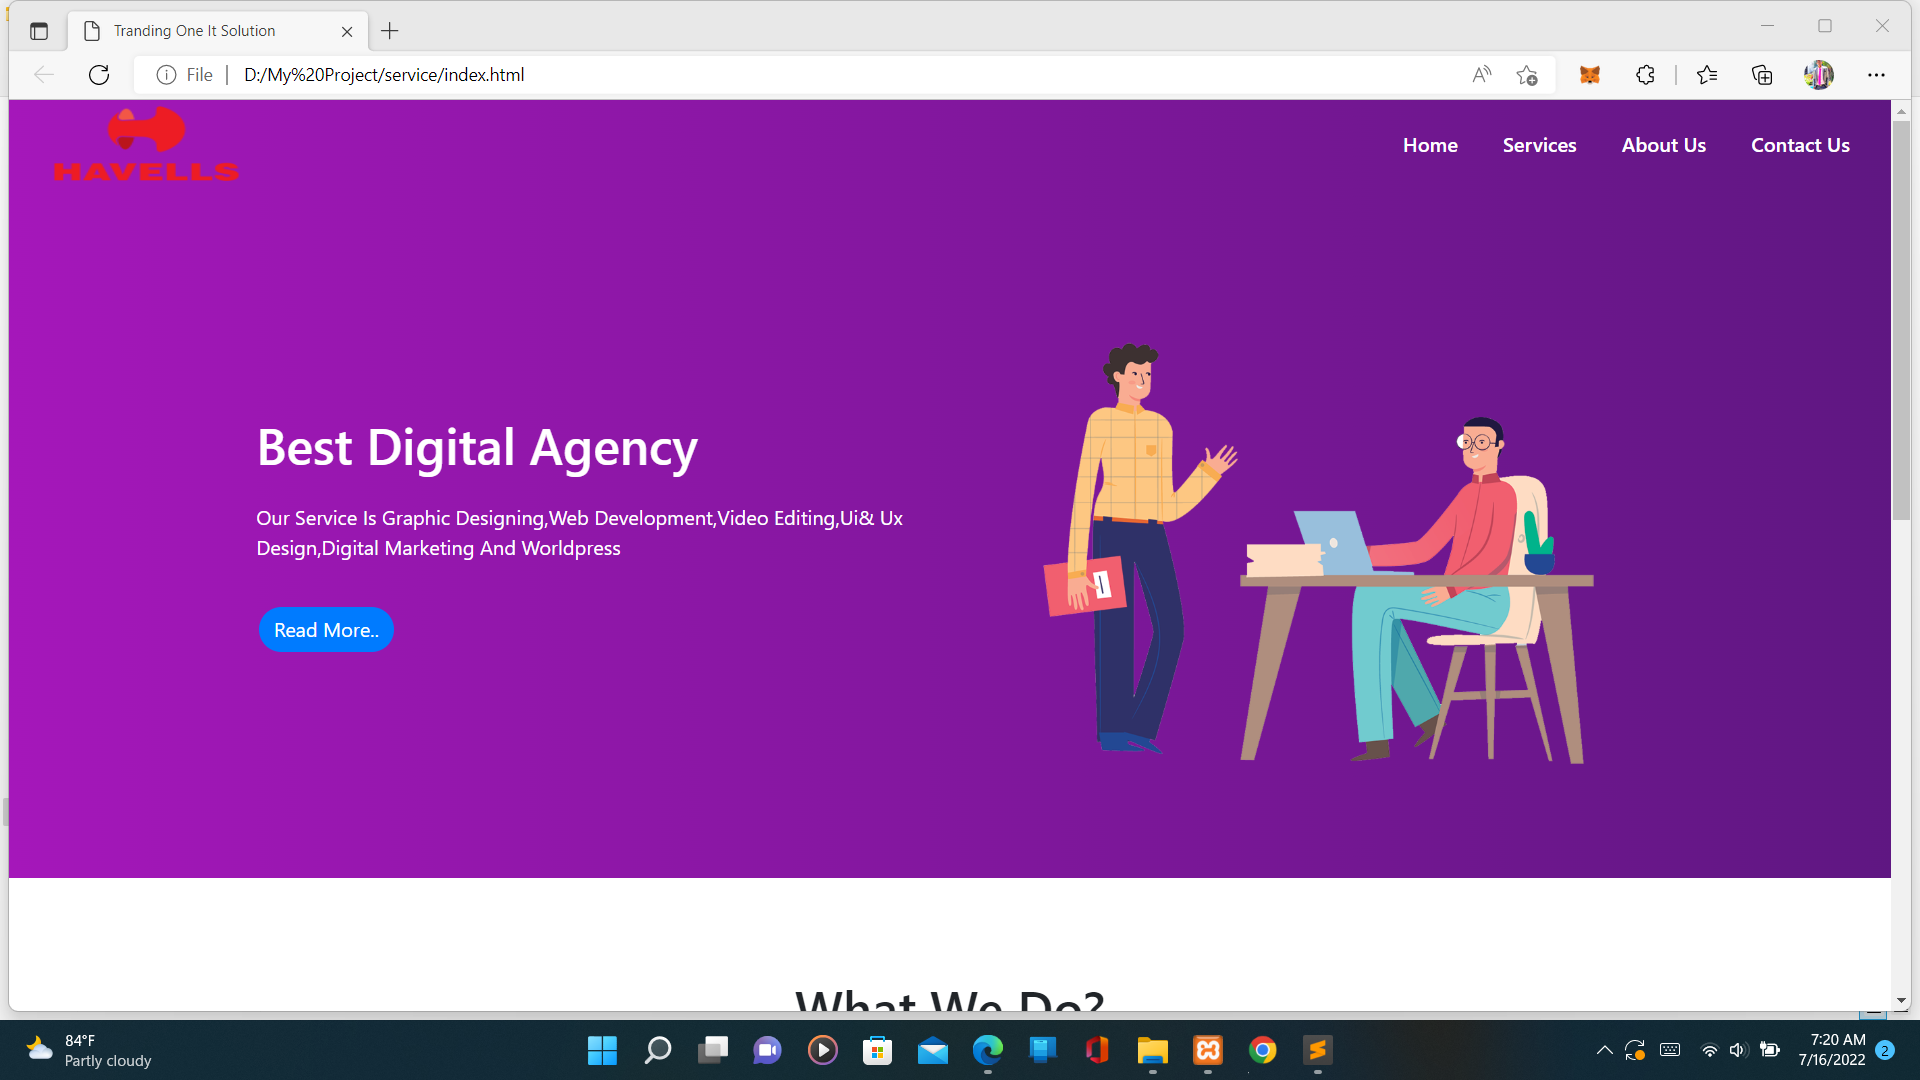 Tranding One It Solution
File
D:/My%20Project/service/index.html
HAVELLS
Home
Services
About Us
Contact Us
Best Digital Agency
Our Service Is Graphic Designing,Web Development,Video Editing,Ui& Ux
Design,Digital Marketing And Worldpress
Read More..
What We Do?
84°F
Partly cloudy
7:20 AM
7/16/2022
2